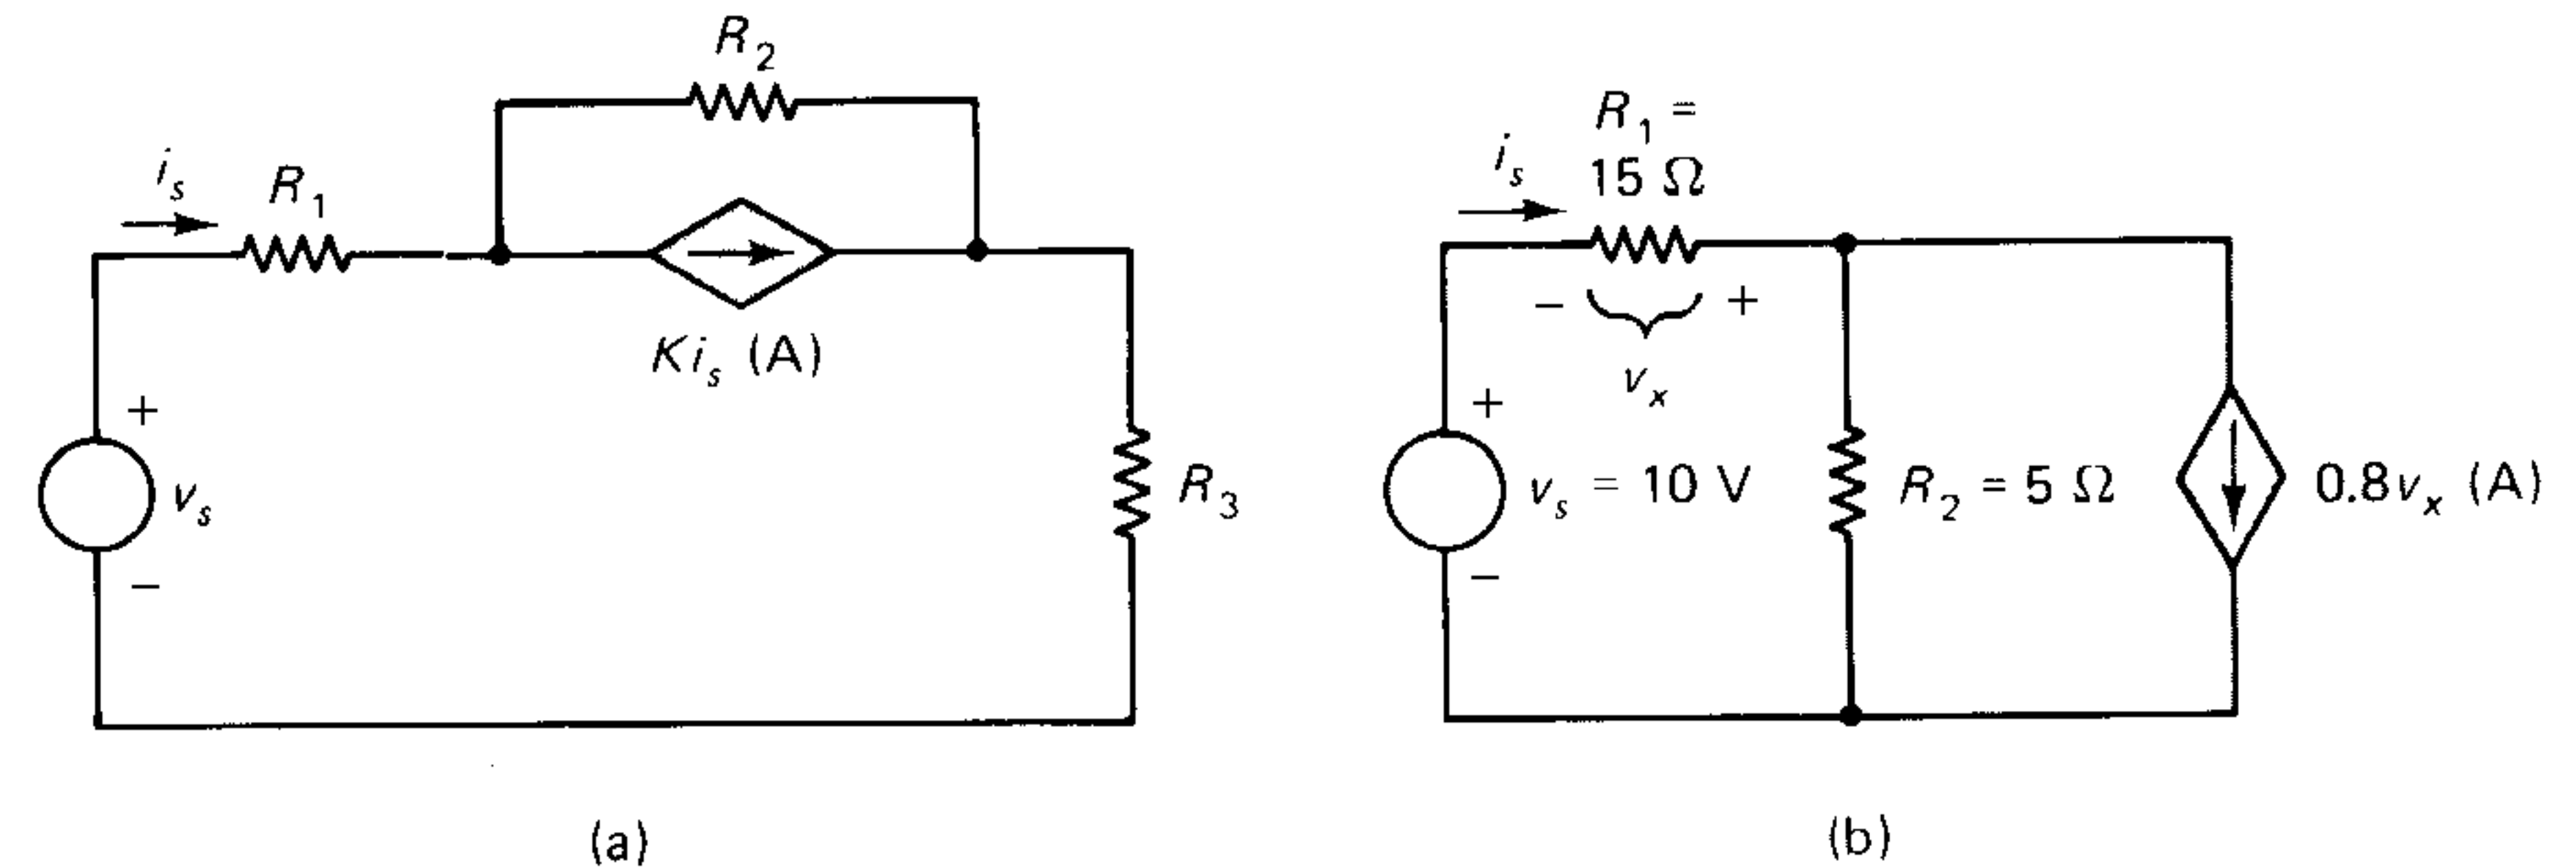 R₂
iₛ
R₁
Kiₛ (A)
+
vₛ
−
R₃
(a)
R₁ =
15 Ω
iₛ
− +
vₓ
+
vₛ = 10 V
−
R₂ = 5 Ω
0.8vₓ (A)
(b)